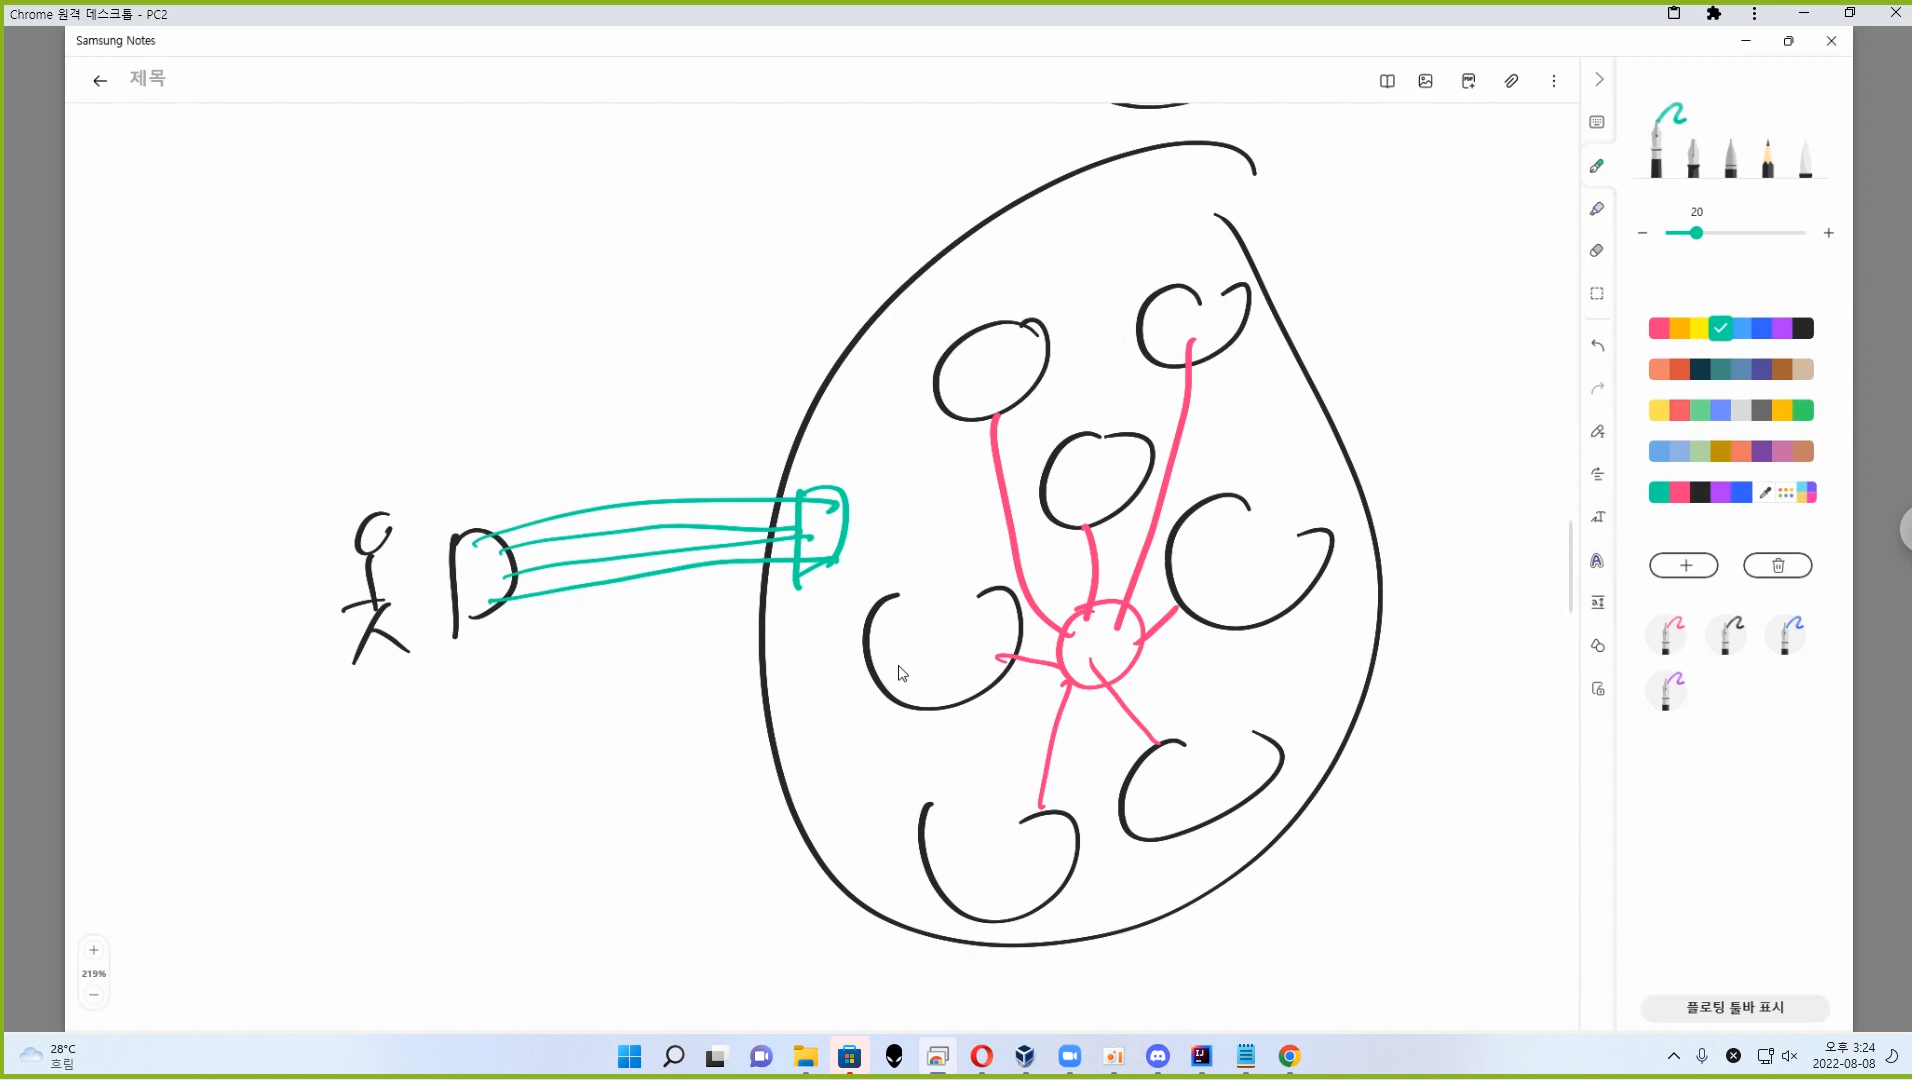 Chrome 원격 데스크톱 - PC2
Samsung Notes
제목
20
219%
플로팅 툴바 표시
28°C
흐림
오후 3:24
2022-08-08